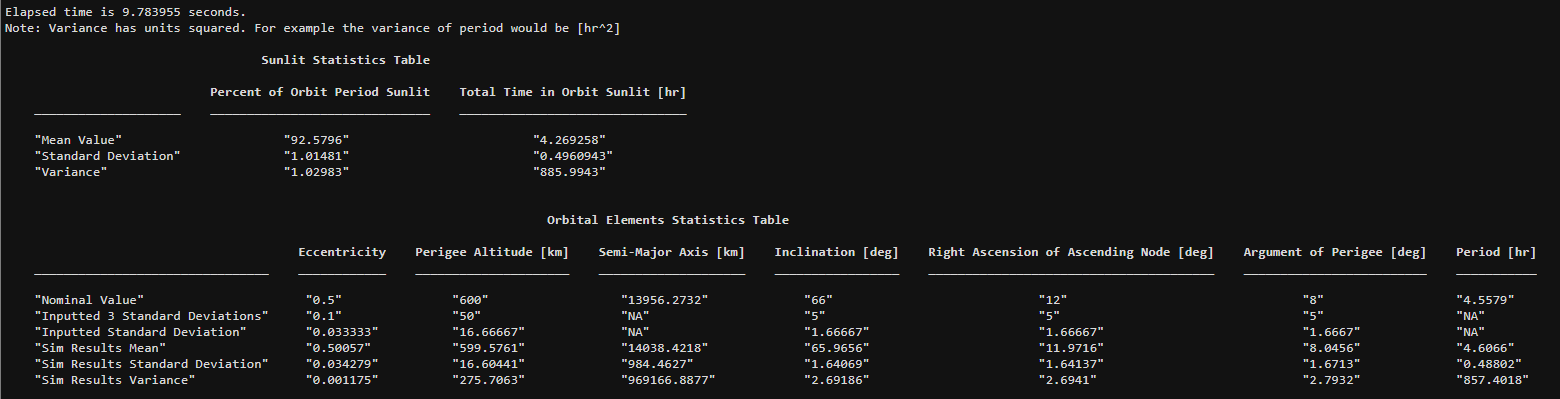 Elapsed time is 9.783955 seconds.
Note: Variance has units squared. For example the variance of period would be [hr^2]
Sunlit Statistics Table
Percent of Orbit Period Sunlit    Total Time in Orbit Sunlit [hr]
"Mean Value"    "92.5796"    "4.269258"
"Standard Deviation"    "1.01481"    "0.4960943"
"Variance"    "1.02983"    "885.9943"
Orbital Elements Statistics Table
Eccentricity    Perigee Altitude [km]    Semi-Major Axis [km]    Inclination [deg]    Right Ascension of Ascending Node [deg]    Argument of Perigee [deg]    Period [hr]
"Nominal Value"    "0.5"    "600"    "13956.2732"    "66"    "12"    "8"    "4.5579"
"Inputted 3 Standard Deviations"    "0.1"    "50"    "NA"    "5"    "5"    "5"    "NA"
"Inputted Standard Deviation"    "0.033333"    "16.66667"    "NA"    "1.66667"    "1.66667"    "1.6667"    "NA"
"Sim Results Mean"    "0.50057"    "599.5761"    "14038.4218"    "65.9656"    "11.9716"    "8.0456"    "4.6066"
"Sim Results Standard Deviation"    "0.034279"    "16.60441"    "984.4627"    "1.64069"    "1.64137"    "1.6713"    "0.48802"
"Sim Results Variance"    "0.001175"    "275.7063"    "969166.8877"    "2.69186"    "2.6941"    "2.7932"    "857.4018"